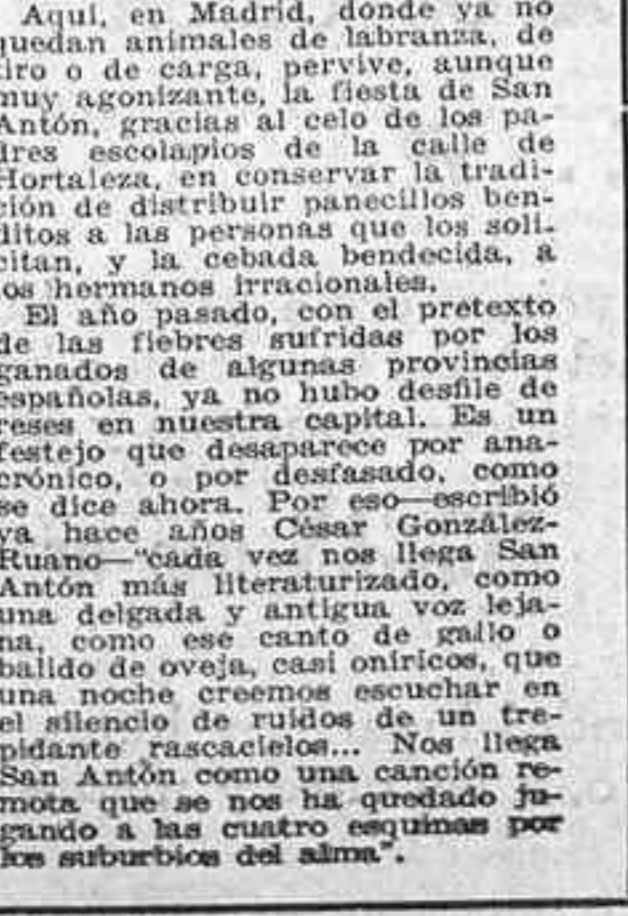 Aquí, en Madrid, donde ya no
quedan animales de labranza, de
tiro o de carga, pervive, aunque
muy agonizante, la fiesta de San
Antón, gracias al celo de los pa-
dres escolapios de la calle de
Hortaleza, en conservar la tradi-
ción de distribuir panecillos ben-
ditos a las personas que los soli-
citan, y la cebada bendecida, a
los hermanos irracionales.
El año pasado, con el pretexto
de las fiebres sufridas por los
ganados de algunas provincias
españolas, ya no hubo desfile de
reses en nuestra capital. Es un
festejo que desaparece por ana-
crónico, o por desfasado, como
se dice ahora. Por eso—escribió
ya hace años César González-
Ruano—"cada vez nos llega San
Antón más literaturizado, como
una delgada y antigua voz leja-
na, como ese canto de gallo o
balido de oveja, casi oníricos, que
una noche creemos escuchar en
el silencio de ruidos de un tre-
pidante rascacielos... Nos llega
San Antón como una canción re-
mota que se nos ha quedado ju-
gando a las cuatro esquinas por
los suburbios del alma".